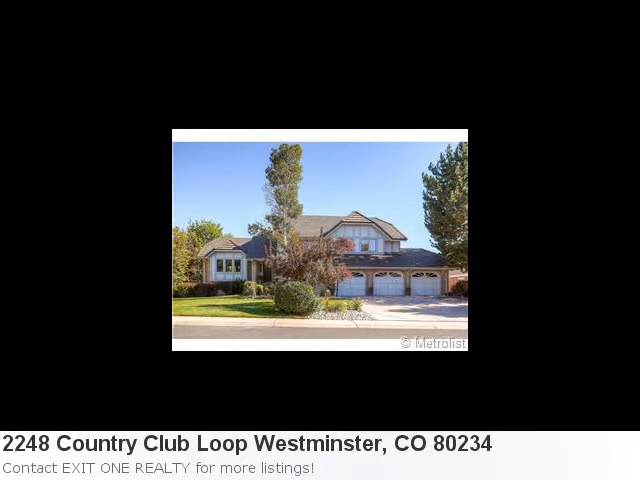 © Metrolist
2248 Country Club Loop Westminster, CO 80234
Contact EXIT ONE REALTY for more listings!